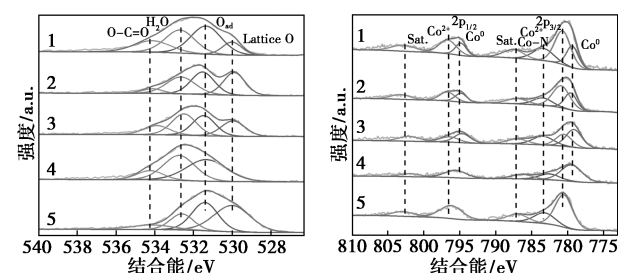 O−C=O H₂O Oad Lattice O
1
2
3
4
5
540 538 536 534 532 530 528
结合能/eV
强度/a.u.
Sat. Co²⁺ 2p1/2 Co⁰ Sat. Co²⁺ 2p3/2 Co−N Co⁰
1
2
3
4
5
810 805 800 795 790 785 780 775
结合能/eV
强度/a.u.